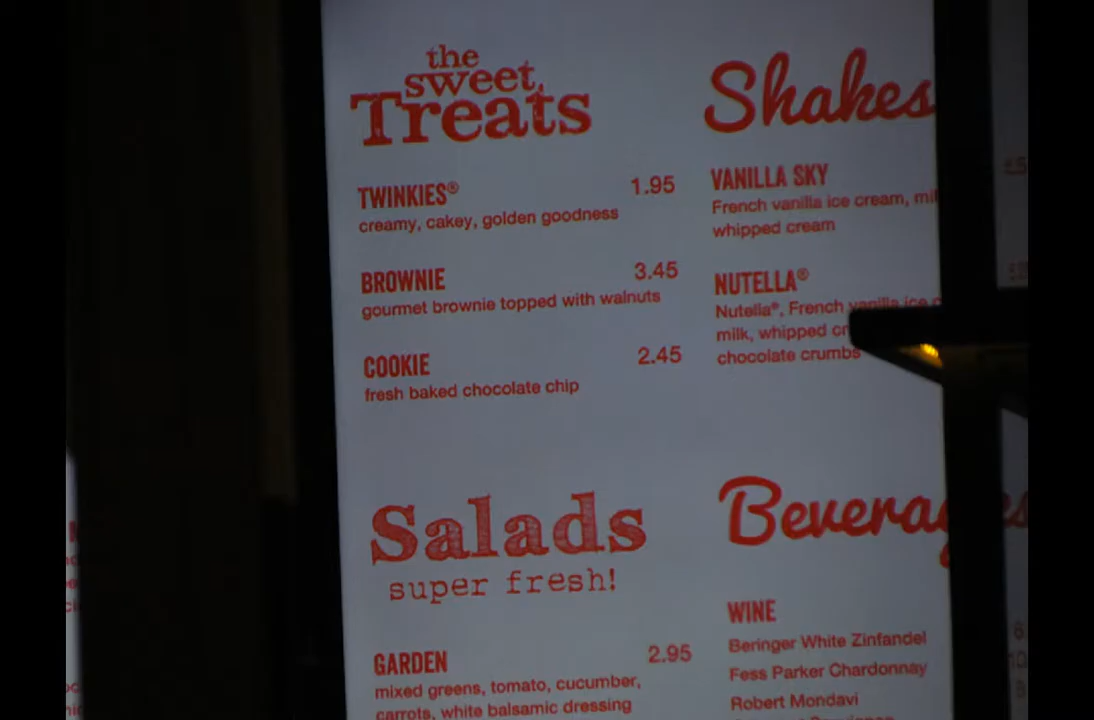 the
sweet
Treats
TWINKIES® 1.95
creamy, cakey, golden goodness
BROWNIE 3.45
gourmet brownie topped with walnuts
COOKIE 2.45
fresh baked chocolate chip
Shakes
VANILLA SKY
French vanilla ice cream,
whipped cream
NUTELLA®
Nutella®, French vanilla ice
milk, whipped
chocolate crumbs
Salads
super fresh!
GARDEN 2.95
mixed greens, tomato, cucumber,
carrots, white balsamic dressing
WINE
Beringer White Zinfandel
Fess Parker Chardonnay
Robert Mondavi